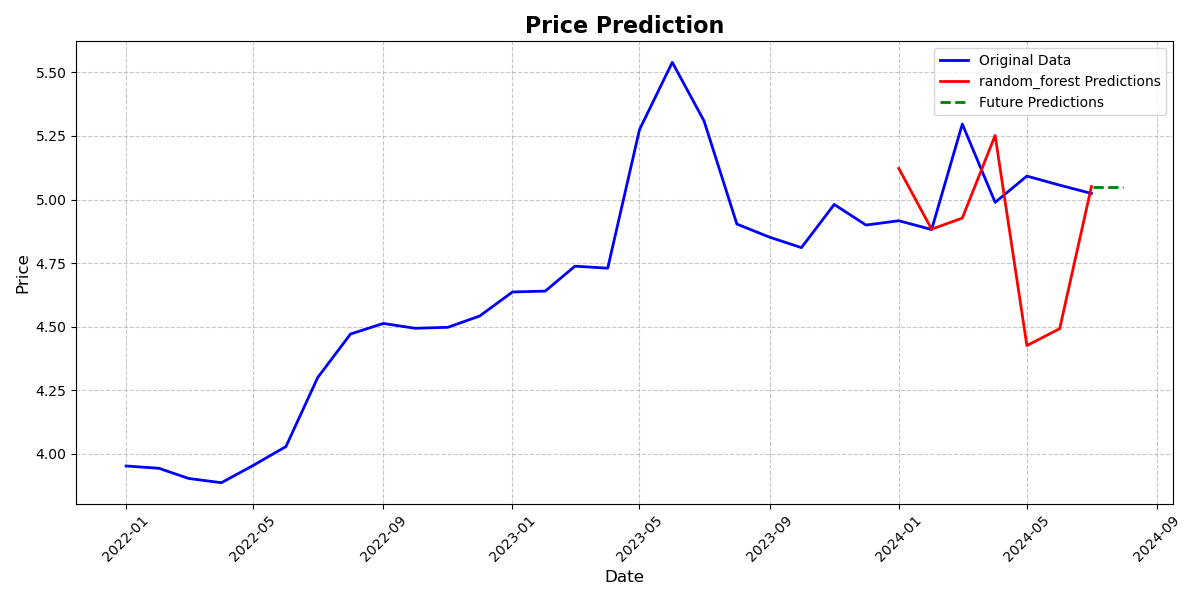 Price Prediction
Original Data
random_forest Predictions
Future Predictions
Price
5.50
5.25
5.00
4.75
4.50
4.25
4.00
2022-01
2022-05
2022-09
2023-01
2023-05
2023-09
2024-01
2024-05
2024-09
Date